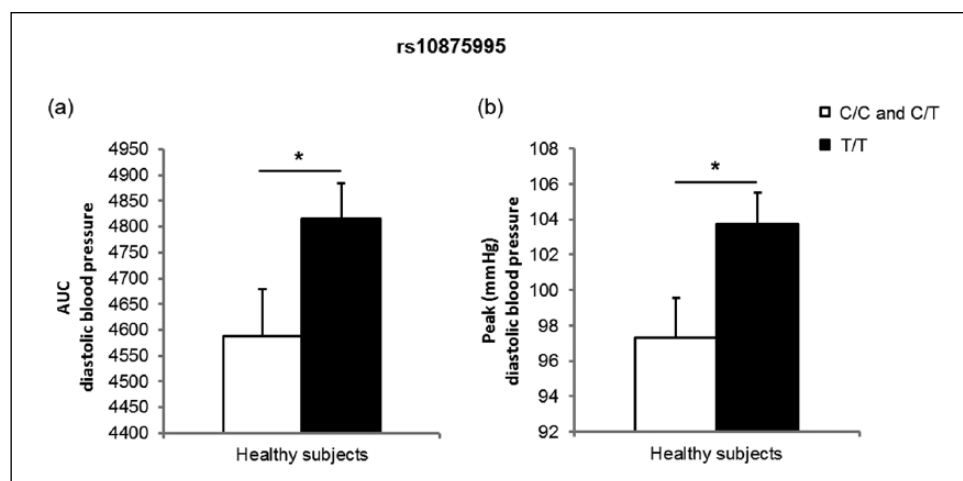 rs10875995
(a)
4950
4900
4850
4800
4750
4700
4650
4600
4550
4500
4450
4400
AUC
diastolic blood pressure
*
Healthy subjects
(b)
108
106
104
102
100
98
96
94
92
Peak (mmHg)
diastolic blood pressure
*
Healthy subjects
C/C and C/T
T/T